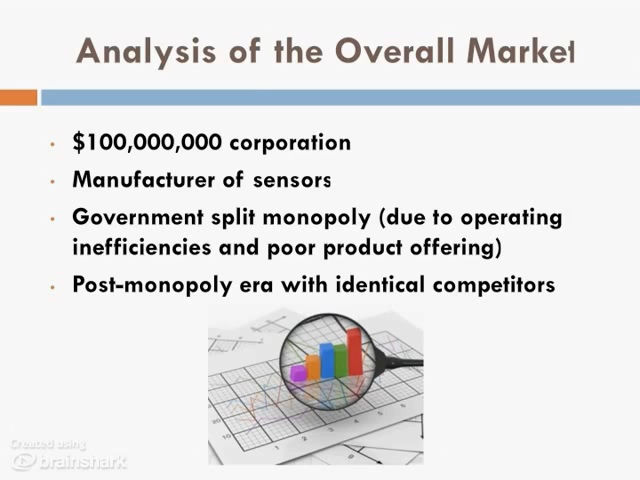 Analysis of the Overall Market
$100,000,000 corporation
Manufacturer of sensors
Government split monopoly (due to operating
inefficiencies and poor product offering)
Post-monopoly era with identical competitors
Created using
brainshark